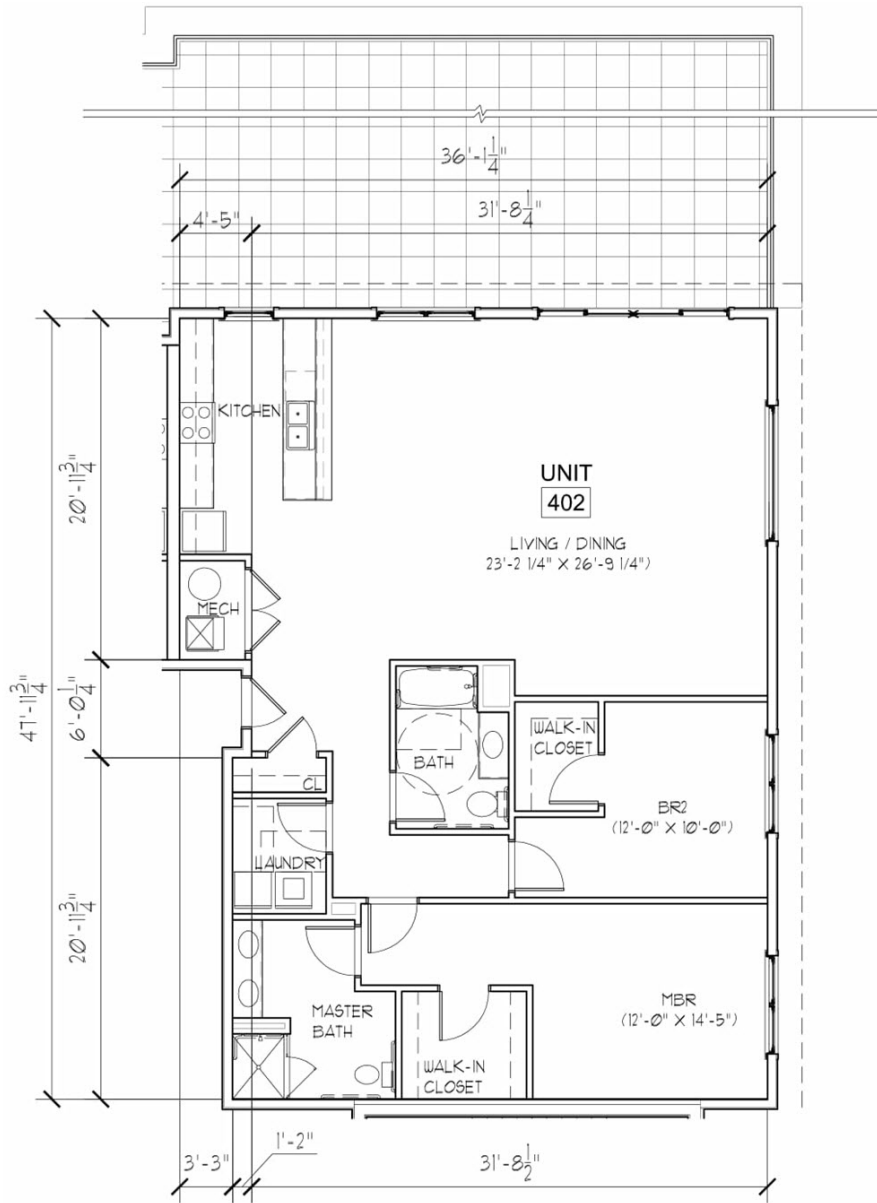 36'-1 1/4"
4'-5"
31'-8 1/4"
KITCHEN
UNIT
402
LIVING / DINING
23'-2 1/4" X 26'-9 1/4")
20'-11 3/4"
MECH
47'-11 3/4"
6'-0 1/4"
WALK-IN
CLOSET
BATH
CL
BR2
(12'-0" X 10'-0")
LAUNDRY
20'-11 3/4"
MASTER
BATH
MBR
(12'-0" X 14'-5")
WALK-IN
CLOSET
3'-3"
1'-2"
31'-8 1/2"